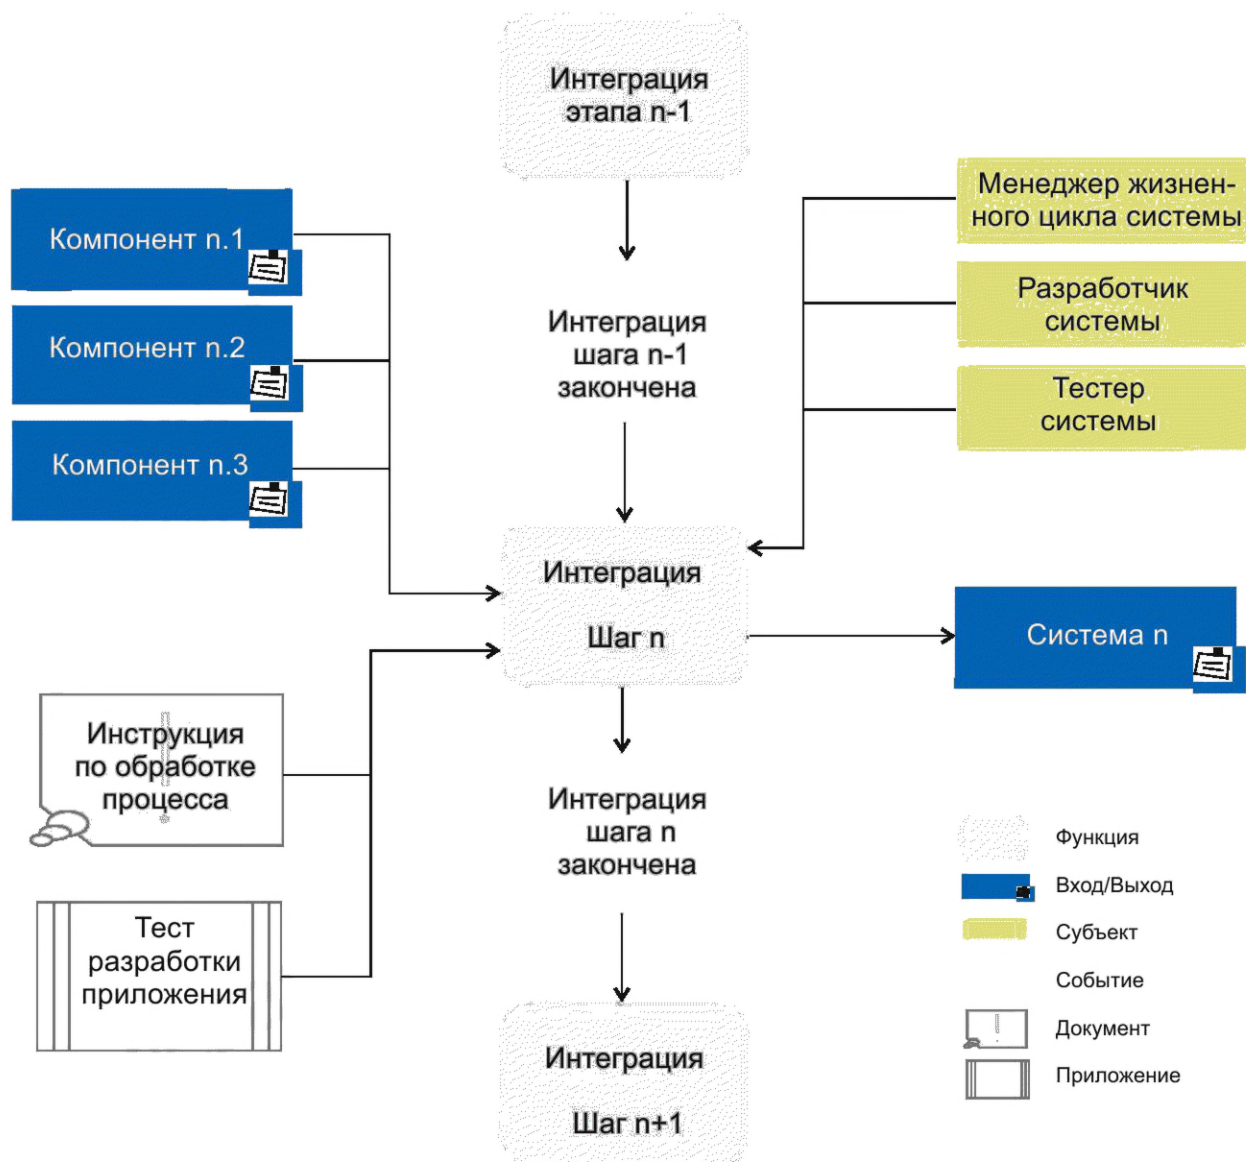 Интеграция
этапа n-1
Компонент n.1
Компонент n.2
Компонент n.3
Интеграция
шага n-1
закончена
Менеджер жизнен-
ного цикла системы
Разработчик
системы
Тестер
системы
Интеграция
Шаг n
Система n
Инструкция
по обработке
процесса
Тест
разработки
приложения
Интеграция
шага n
закончена
Интеграция
Шаг n+1
Функция
Вход/Выход
Субъект
Событие
Документ
Приложение